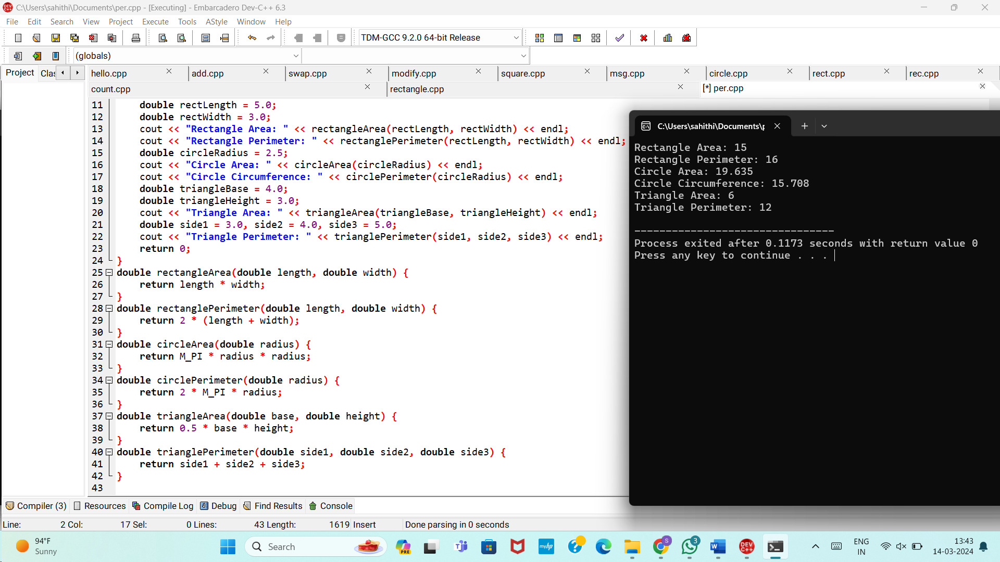 C:\Users\sahithi\Documents\per.cpp - [Executing] - Embarcadero Dev-C++ 6.3
File Edit Search View Project Execute Tools AStyle Window Help
TDM-GCC 9.2.0 64-bit Release
(globals)
Project Clas
hello.cpp add.cpp swap.cpp modify.cpp square.cpp msg.cpp circle.cpp rect.cpp rec.cpp
count.cpp rectangle.cpp [*] per.cpp
11 double rectLength = 5.0;
12 double rectWidth = 3.0;
13 cout << "Rectangle Area: " << rectangleArea(rectLength, rectWidth) << endl;
14 cout << "Rectangle Perimeter: " << rectanglePerimeter(rectLength, rectWidth) << endl;
15 double circleRadius = 2.5;
16 cout << "Circle Area: " << circleArea(circleRadius) << endl;
17 cout << "Circle Circumference: " << circlePerimeter(circleRadius) << endl;
18 double triangleBase = 4.0;
19 double triangleHeight = 3.0;
20 cout << "Triangle Area: " << triangleArea(triangleBase, triangleHeight) << endl;
21 double side1 = 3.0, side2 = 4.0, side3 = 5.0;
22 cout << "Triangle Perimeter: " << trianglePerimeter(side1, side2, side3) << endl;
23 return 0;
24 }
25 double rectangleArea(double length, double width) {
26 return length * width;
27 }
28 double rectanglePerimeter(double length, double width) {
29 return 2 * (length + width);
30 }
31 double circleArea(double radius) {
32 return M_PI * radius * radius;
33 }
34 double circlePerimeter(double radius) {
35 return 2 * M_PI * radius;
36 }
37 double triangleArea(double base, double height) {
38 return 0.5 * base * height;
39 }
40 double trianglePerimeter(double side1, double side2, double side3) {
41 return side1 + side2 + side3;
42 }
43
C:\Users\sahithi\Documents\p
Rectangle Area: 15
Rectangle Perimeter: 16
Circle Area: 19.635
Circle Circumference: 15.708
Triangle Area: 6
Triangle Perimeter: 12
--------------------------------
Process exited after 0.1173 seconds with return value 0
Press any key to continue . . .
Compiler (3) Resources Compile Log Debug Find Results Console
Line: 2 Col: 17 Sel: 0 Lines: 43 Length: 1619 Insert Done parsing in 0 seconds
94°F
Sunny
Search
PRE
myhp
S
3
DEV C++
ENG
IN
13:43
14-03-2024